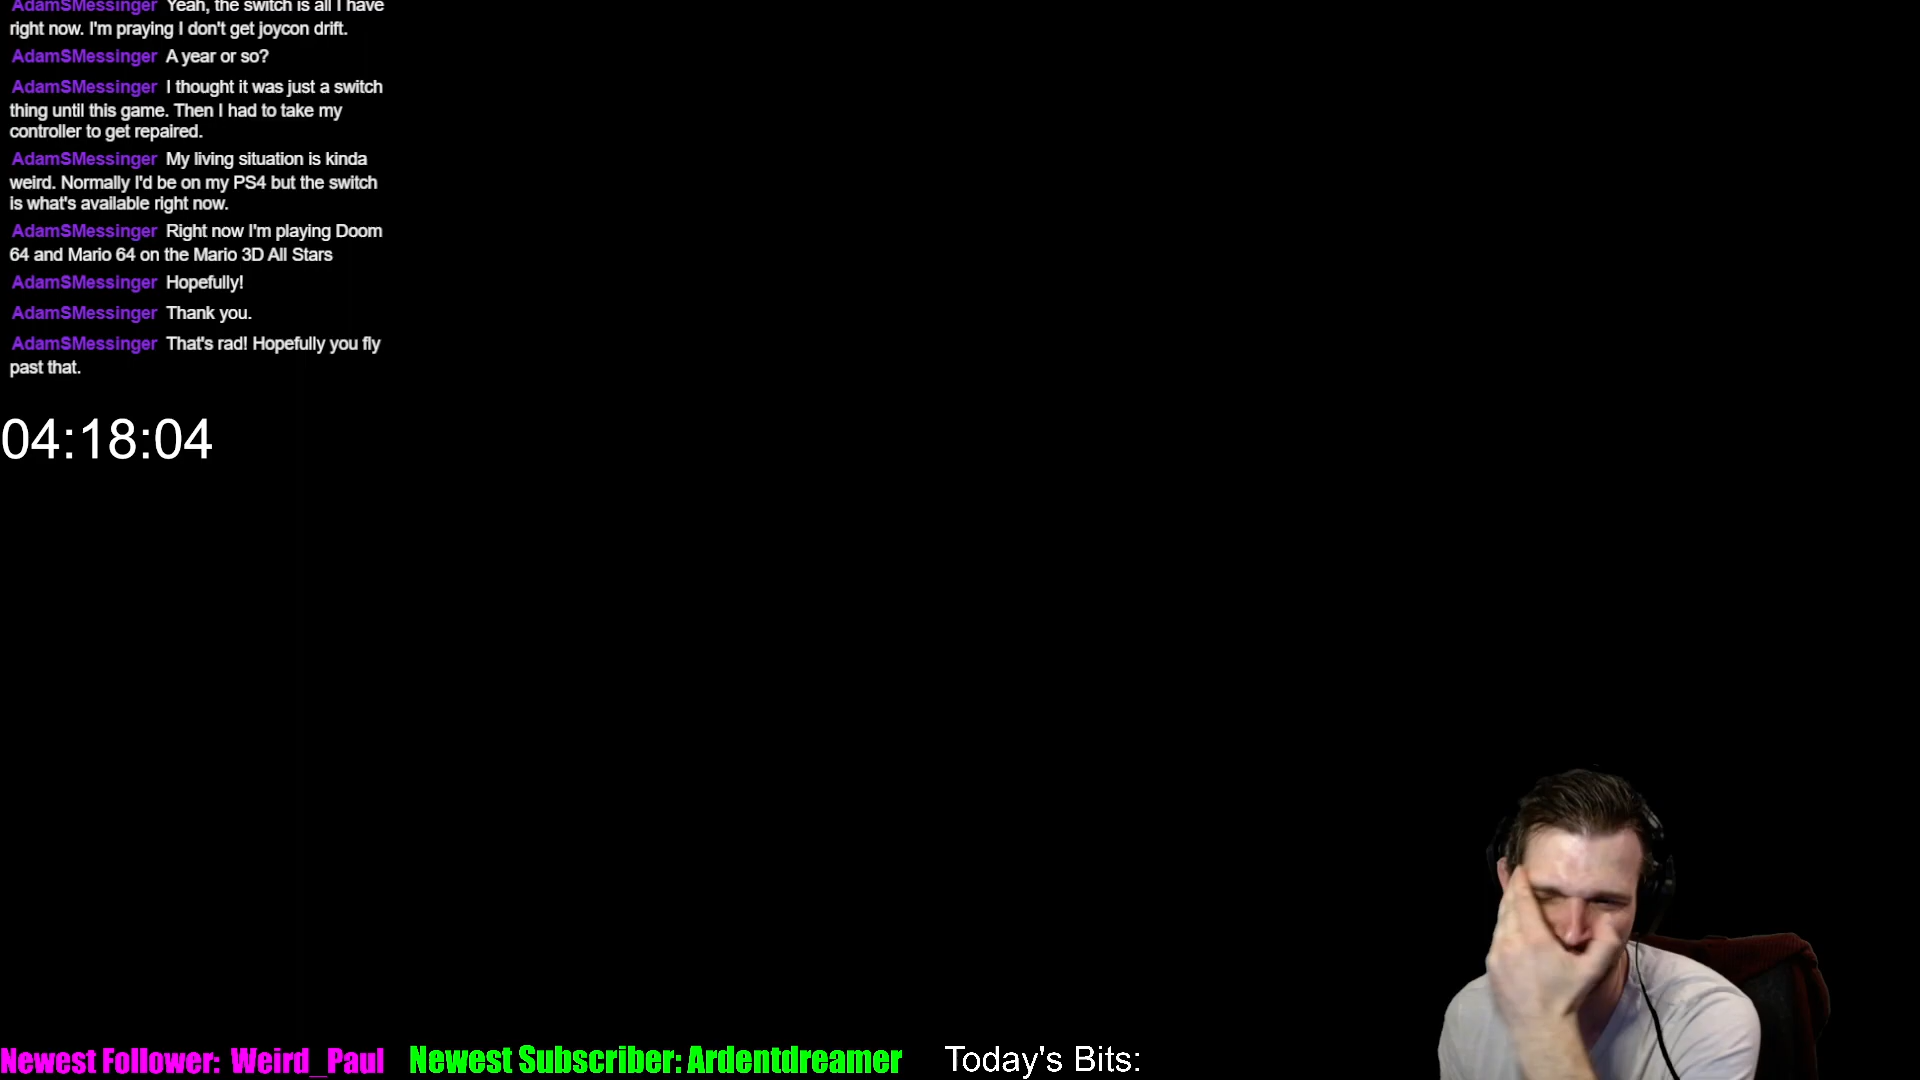 AdamSMessinger Yeah, the switch is all I have
right now. I'm praying I don't get joycon drift.
AdamSMessinger A year or so?
AdamSMessinger I thought it was just a switch
thing until this game. Then I had to take my
controller to get repaired.
AdamSMessinger My living situation is kinda
weird. Normally I'd be on my PS4 but the switch
is what's available right now.
AdamSMessinger Right now I'm playing Doom
64 and Mario 64 on the Mario 3D All Stars
AdamSMessinger Hopefully!
AdamSMessinger Thank you.
AdamSMessinger That's rad! Hopefully you fly
past that.
04:18:04
Newest Follower: Weird_Paul Newest Subscriber: Ardentdreamer Today's Bits: